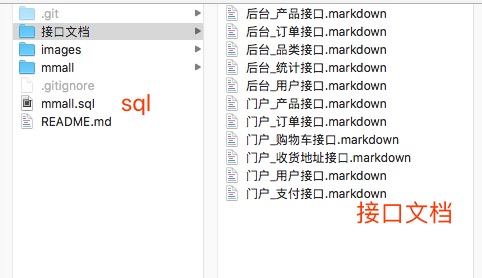 .git
接口文档
images
mmall
.gitignore
mmall.sql
README.md
sql
后台_产品接口.markdown
后台_订单接口.markdown
后台_品类接口.markdown
后台_统计接口.markdown
后台_用户接口.markdown
门户_产品接口.markdown
门户_订单接口.markdown
门户_购物车接口.markdown
门户_收货地址接口.markdown
门户_用户接口.markdown
门户_支付接口.markdown
接口文档